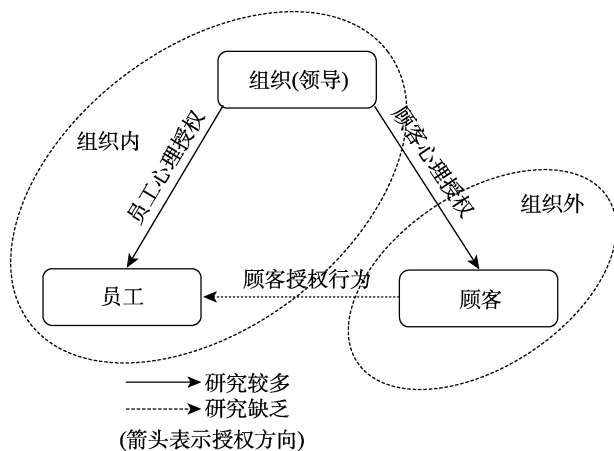 组织(领导)
组织内
员工心理授权
顾客心理授权
组织外
员工
顾客授权行为
顾客
研究较多
研究缺乏
(箭头表示授权方向)